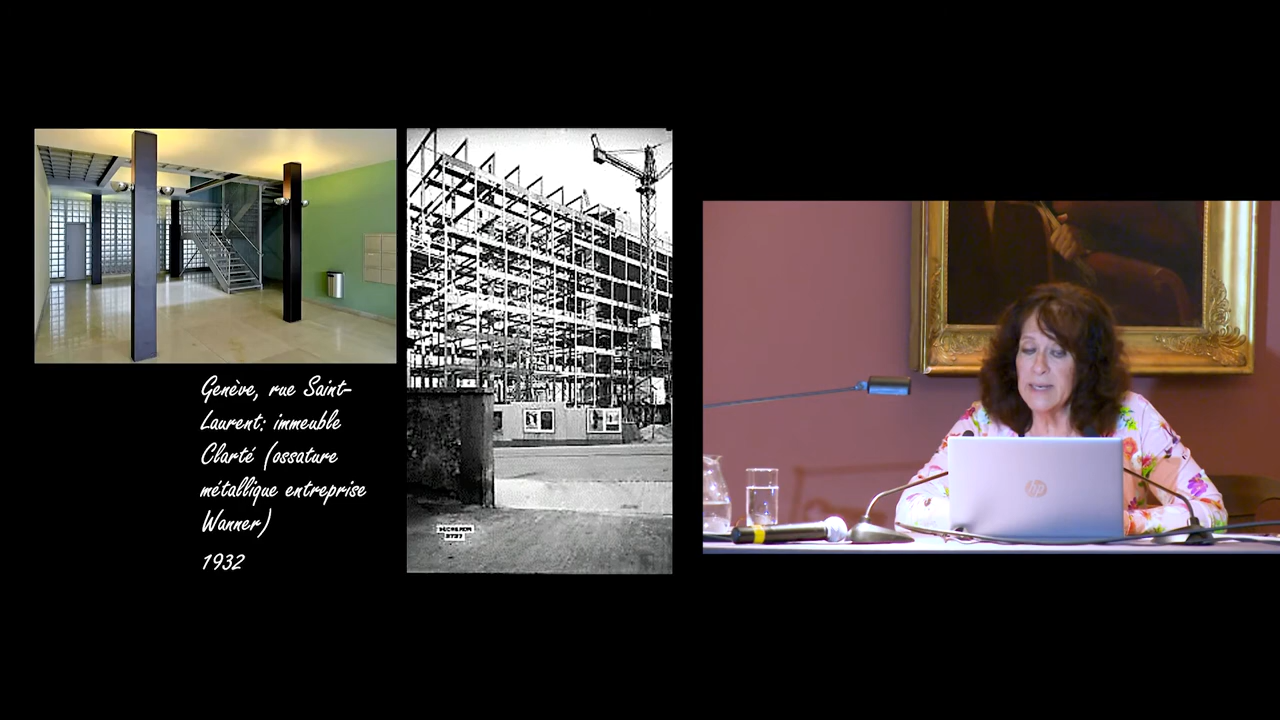 Genève, rue Saint-
Laurent: immeuble
Clarté (ossature
métallique entreprise
Wanner)
1932
hp